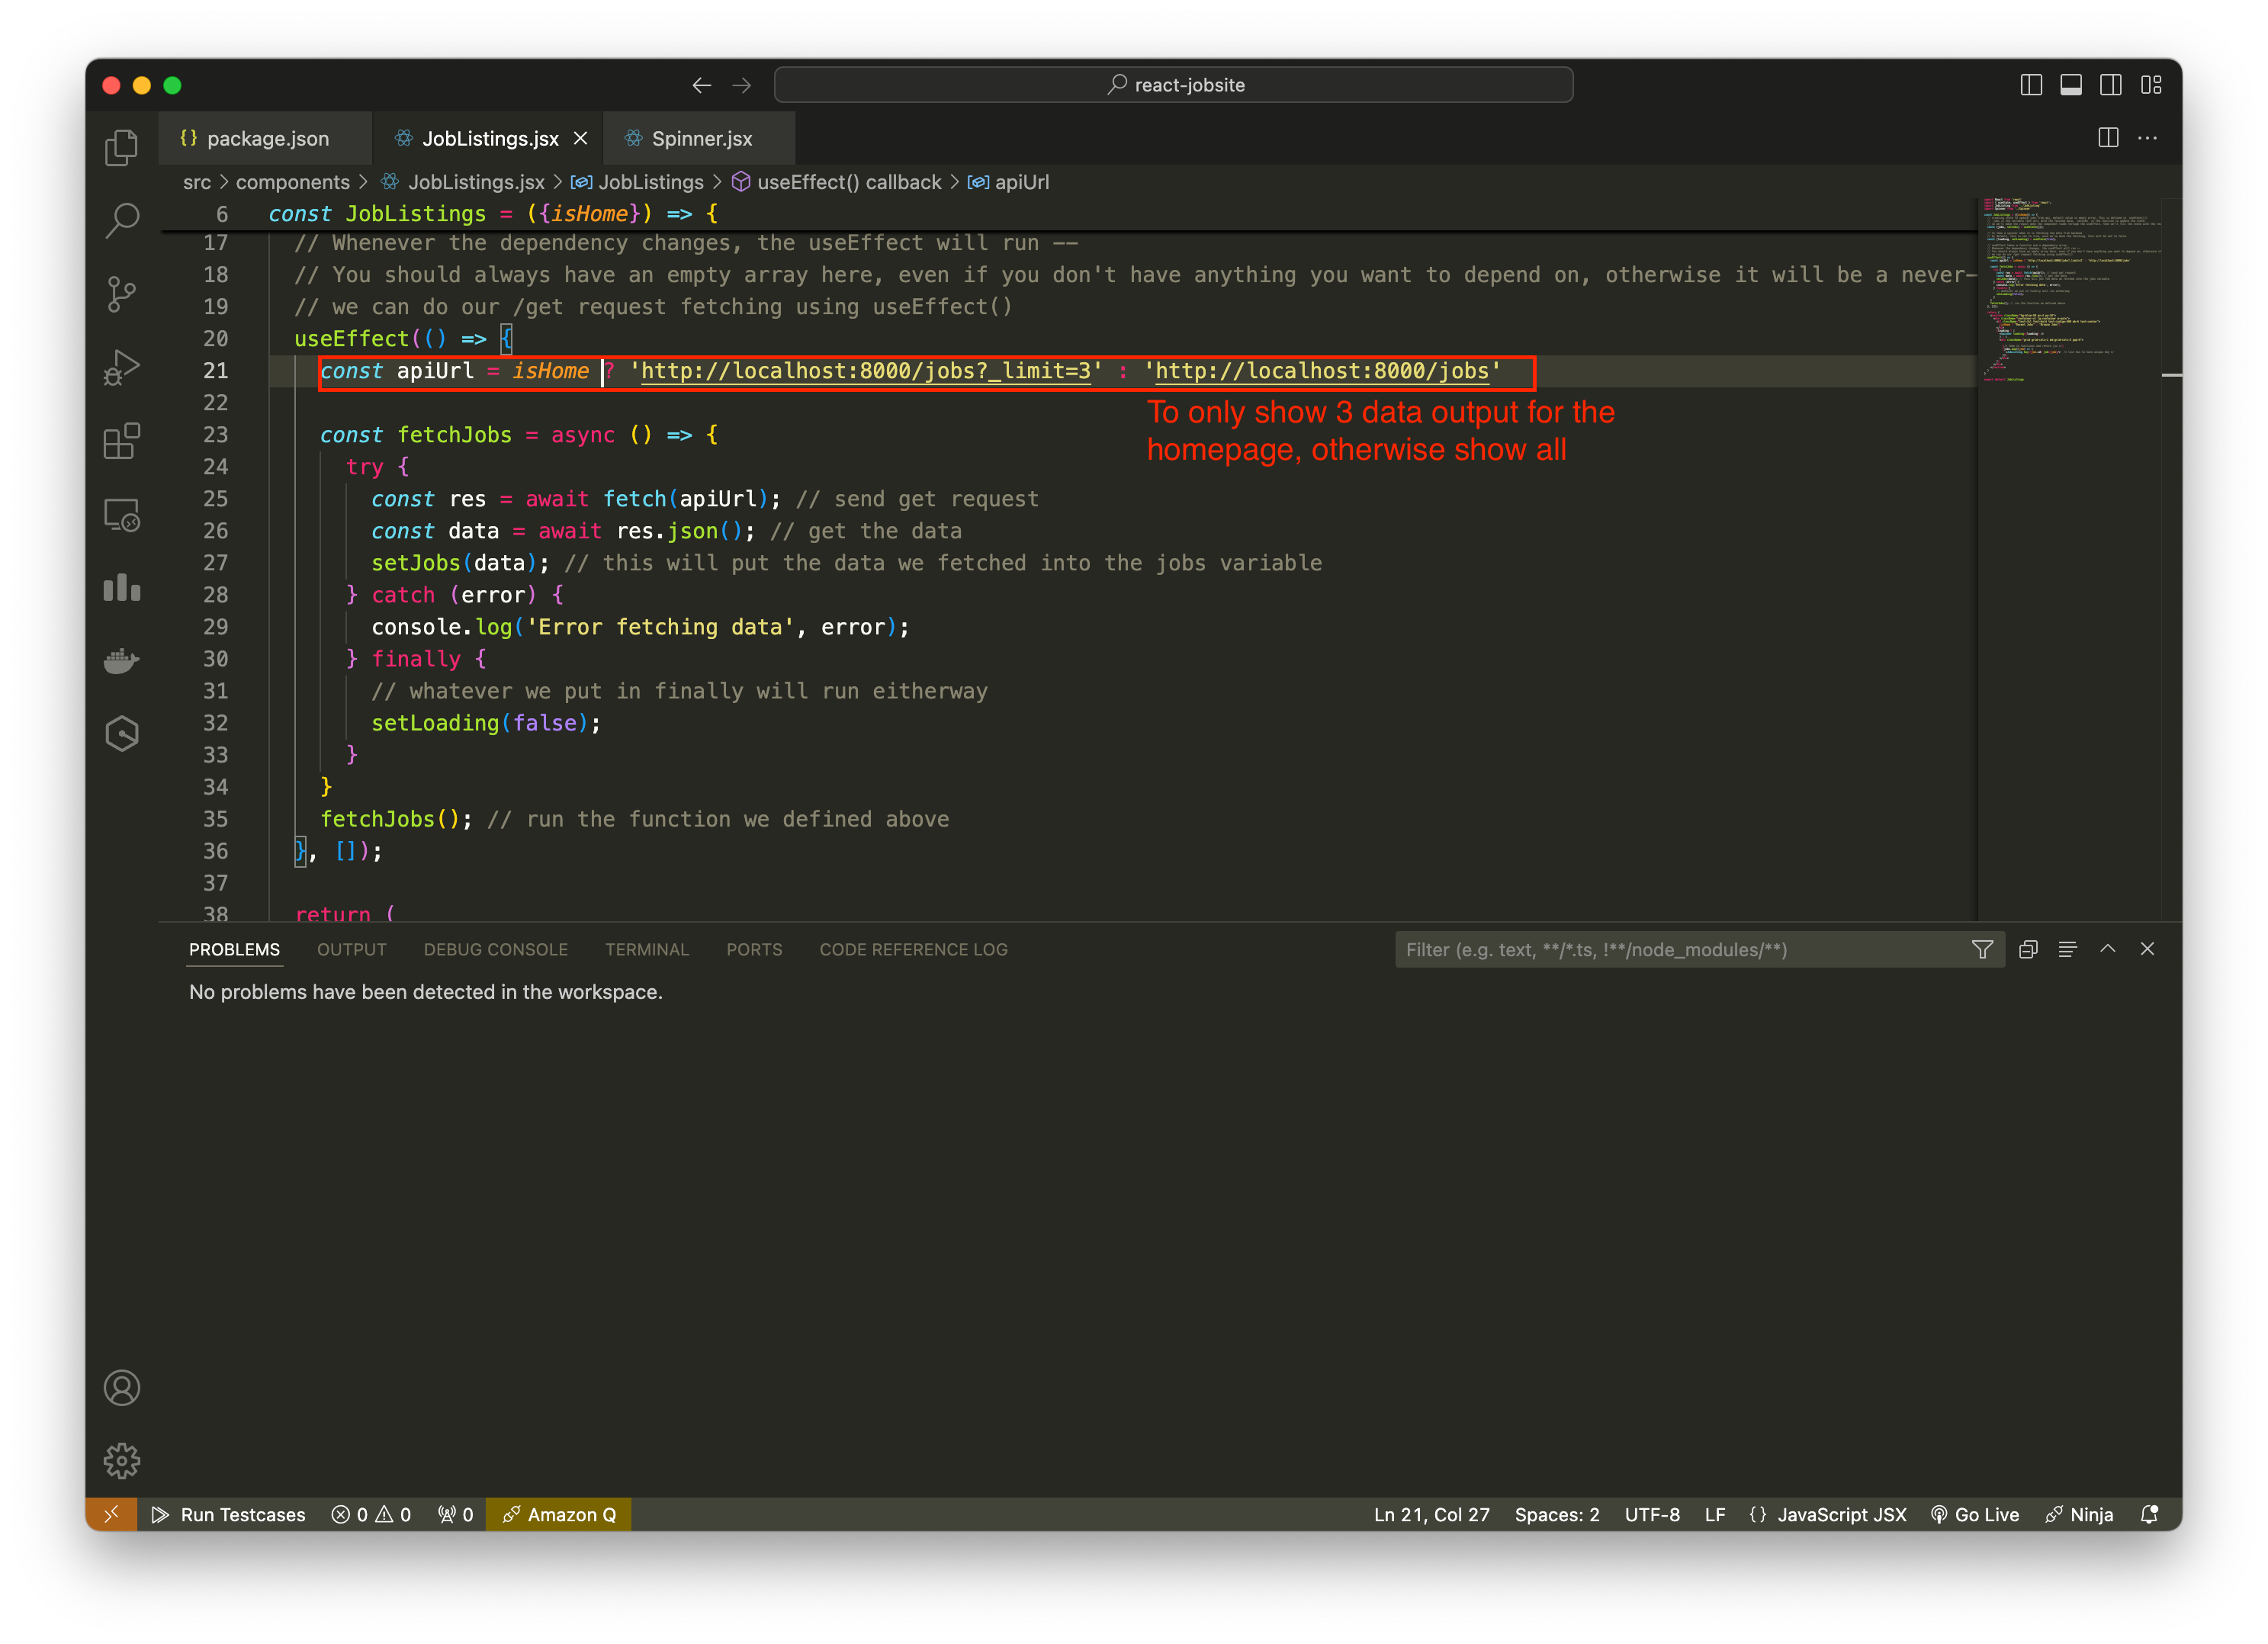 react-jobsite
{} package.json
JobListings.jsx
Spinner.jsx
src > components > JobListings.jsx > JobListings > useEffect() callback > apiUrl
6 const JobListings = ({isHome}) => {
17 // Whenever the dependency changes, the useEffect will run --
18 // You should always have an empty array here, even if you don't have anything you want to depend on, otherwise it will be a never-
19 // we can do our /get request fetching using useEffect()
20 useEffect(() => {
21 const apiUrl = isHome ? 'http://localhost:8000/jobs?_limit=3' : 'http://localhost:8000/jobs'
To only show 3 data output for the
homepage, otherwise show all
22
23 const fetchJobs = async () => {
24 try {
25 const res = await fetch(apiUrl); // send get request
26 const data = await res.json(); // get the data
27 setJobs(data); // this will put the data we fetched into the jobs variable
28 } catch (error) {
29 console.log('Error fetching data', error);
30 } finally {
31 // whatever we put in finally will run eitherway
32 setLoading(false);
33 }
34 }
35 fetchJobs(); // run the function we defined above
36 }, []);
37
38 return (
PROBLEMS OUTPUT DEBUG CONSOLE TERMINAL PORTS CODE REFERENCE LOG
Filter (e.g. text, **/*.ts, !**/node_modules/**)
No problems have been detected in the workspace.
Run Testcases 0 0 0 Amazon Q Ln 21, Col 27 Spaces: 2 UTF-8 LF {} JavaScript JSX Go Live Ninja